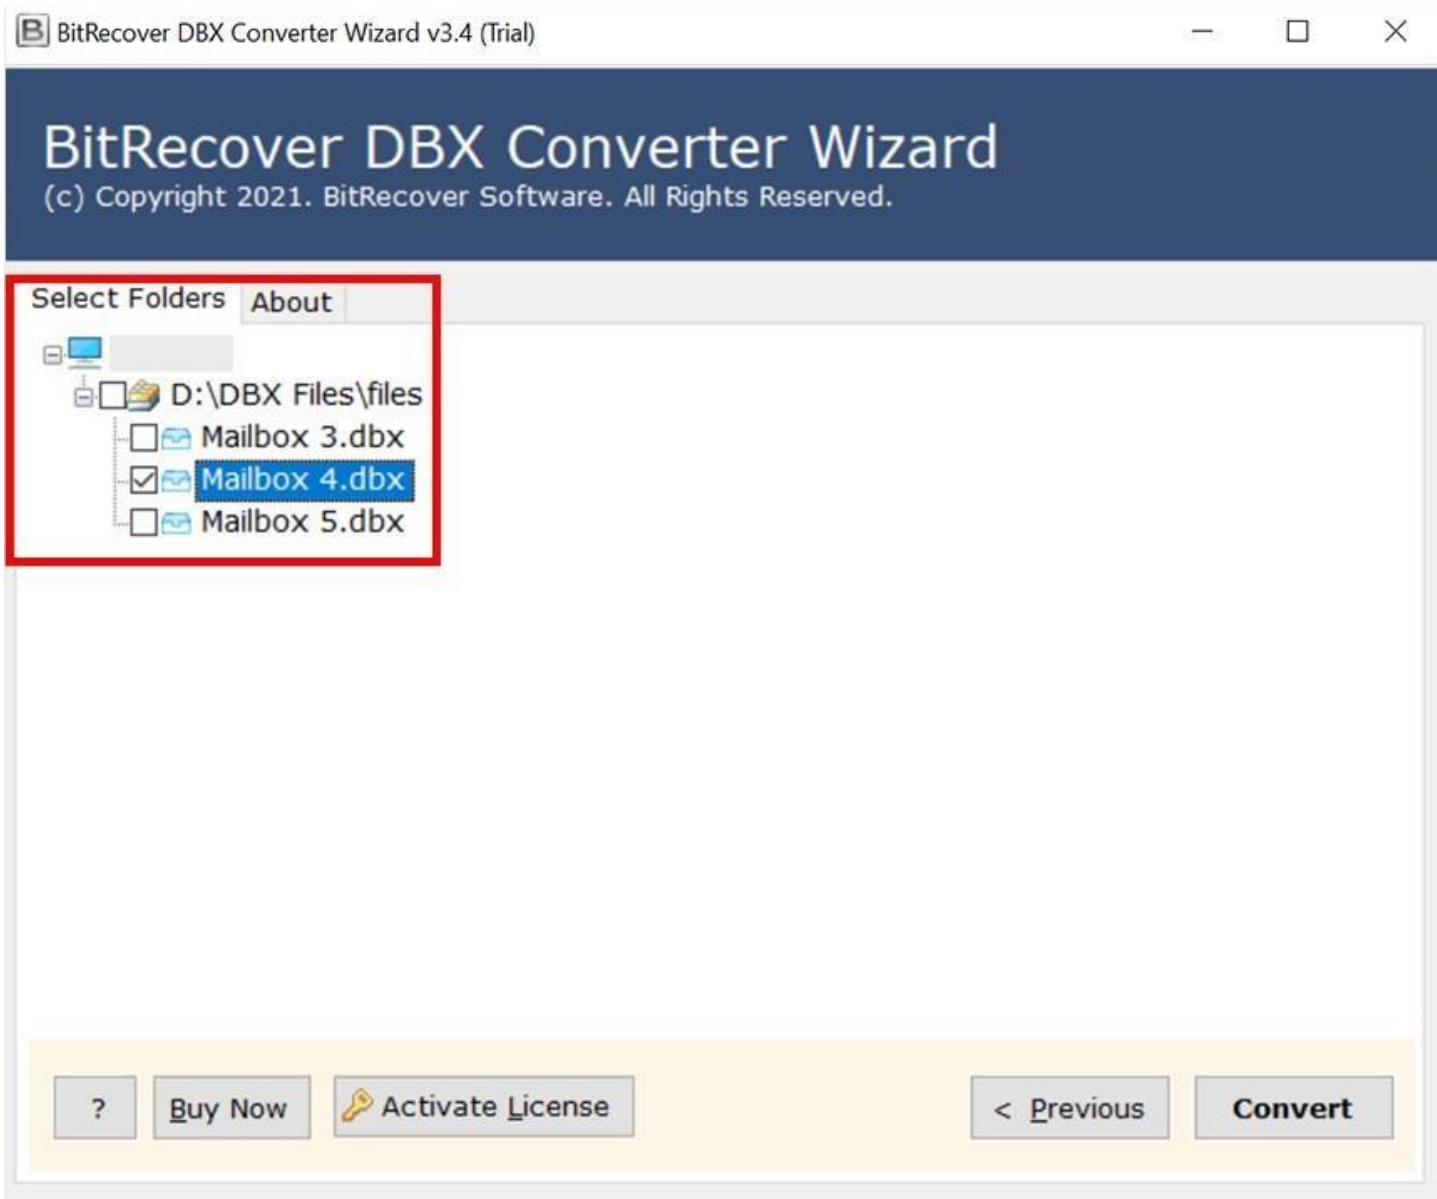 BitRecover DBX Converter Wizard v3.4 (Trial)
BitRecover DBX Converter Wizard
(c) Copyright 2021. BitRecover Software. All Rights Reserved.
Select Folders About
D:\DBX Files\files
Mailbox 3.dbx
Mailbox 4.dbx
Mailbox 5.dbx
? Buy Now Activate License < Previous Convert